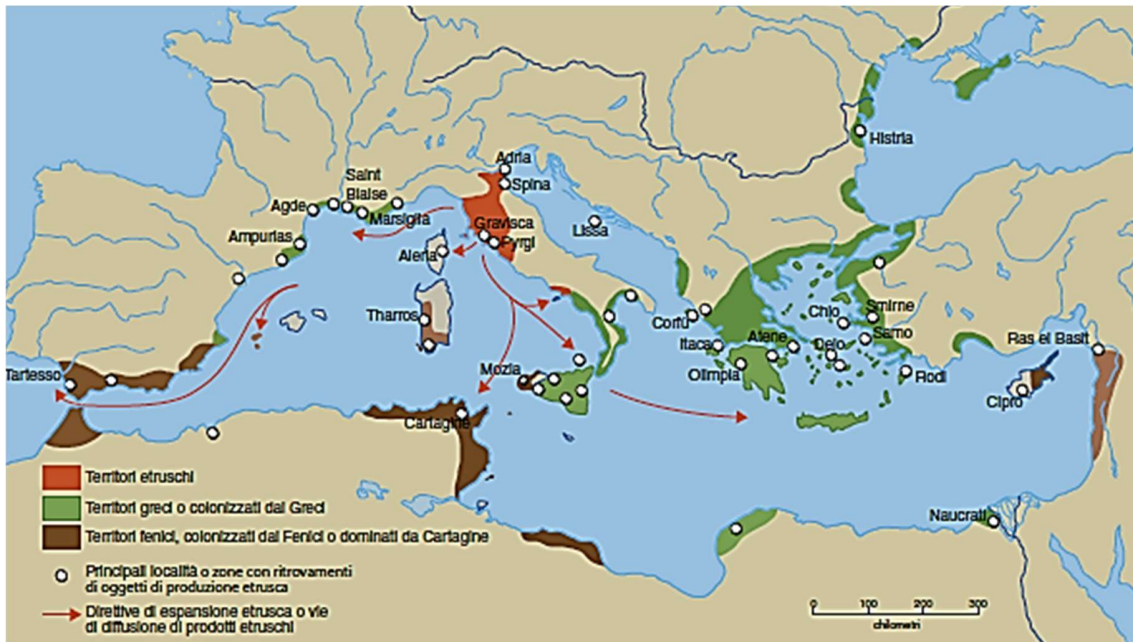 Adria
Spina
Histria
Saint
Blaise
Agde
Marsiglia
Gravisca
Pyrgi
Lissa
Ampurias
Aleria
Tharros
Corfù
Itaca
Atene
Chio
Smirne
Samo
Delo
Ras el Basit
Tartesso
Mozia
Olimpia
Rodi
Cipro
Cartagine
Naucrati
Territori etruschi
Territori greci o colonizzati dai Greci
Territori fenici, colonizzati dai Fenici o dominati da Cartagine
Principali località o zone con ritrovamenti
di oggetti di produzione etrusca
Direttive di espansione etrusca o vie
di diffusione di prodotti etruschi
0 100 200 300
chilometri